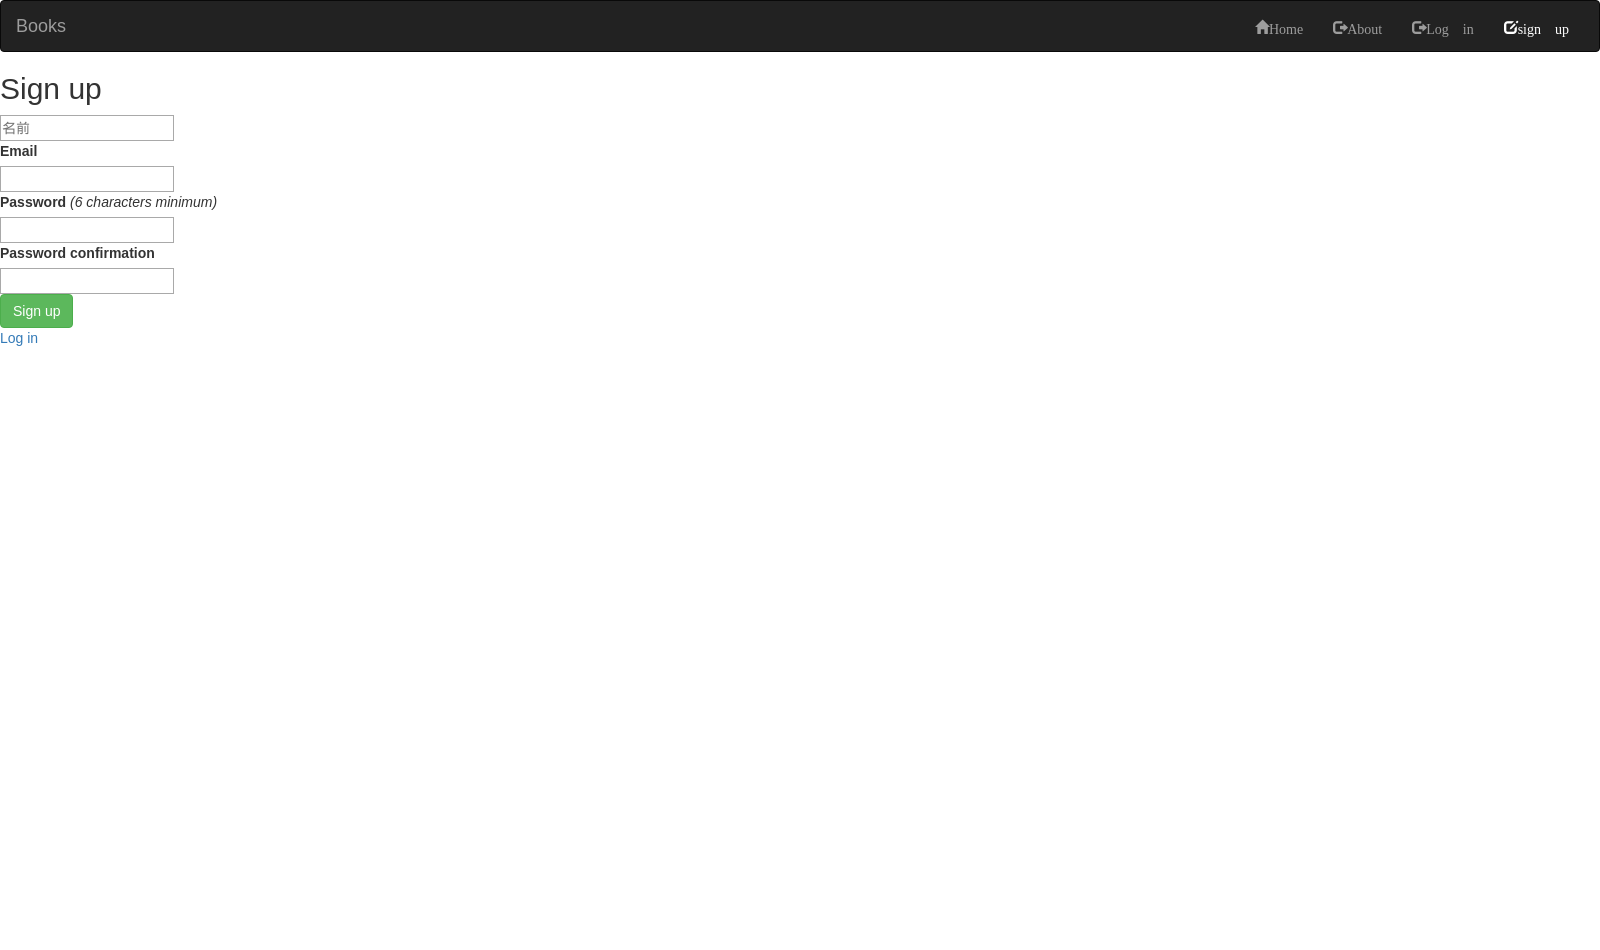 Books Home About Log in sign up
Sign up
名前
Email
Password (6 characters minimum)
Password confirmation
Sign up
Log in